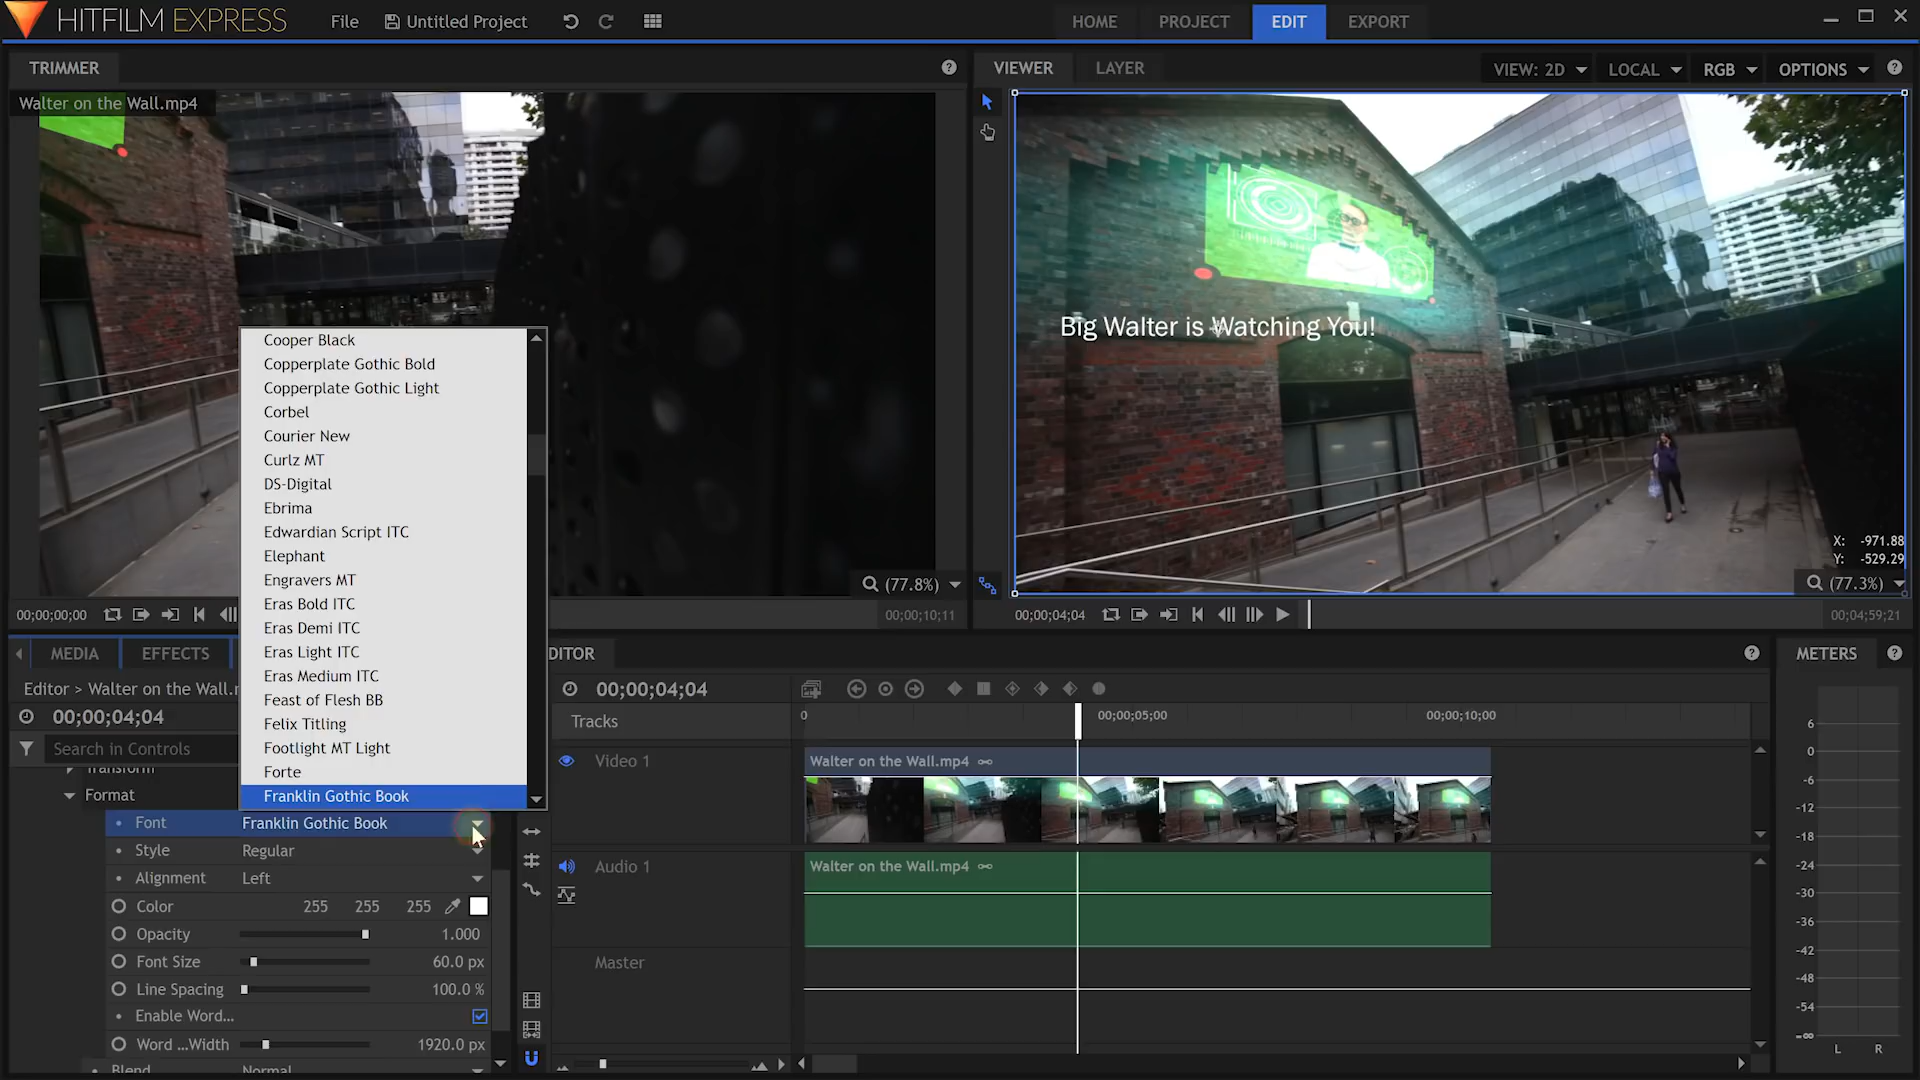 HITFILM EXPRESS
File
Untitled Project
HOME
PROJECT
EDIT
EXPORT
TRIMMER
VIEWER
LAYER
VIEW: 2D
LOCAL
RGB
OPTIONS
Walter on the Wall.mp4
Big Walter is Watching You!
X: -971.88
Y: -529.29
(77.8%)
(77.3%)
00;00;00;00
00;00;10;11
00;00;04;04
00;04;59;21
Cooper Black
Copperplate Gothic Bold
Copperplate Gothic Light
Corbel
Courier New
Curlz MT
DS-Digital
Ebrima
Edwardian Script ITC
Elephant
Engravers MT
Eras Bold ITC
Eras Demi ITC
Eras Light ITC
Eras Medium ITC
Feast of Flesh BB
Felix Titling
Footlight MT Light
Forte
Franklin Gothic Book
MEDIA
EFFECTS
Editor > Walter on the Wall.
00;00;04;04
Search in Controls
Transform
Format
Font Franklin Gothic Book
Style Regular
Alignment Left
Color 255 255 255
Opacity 1.000
Font Size 60.0 px
Line Spacing 100.0 %
Enable Word...
Word ...Width 1920.0 px
Blend Normal
DITOR
00;00;04;04
Tracks
0
00;00;05;00
00;00;10;00
Video 1
Walter on the Wall.mp4
Audio 1
Walter on the Wall.mp4
Master
METERS
6
0
-6
-12
-18
-24
-30
-36
-42
-48
-54
-∞
L R